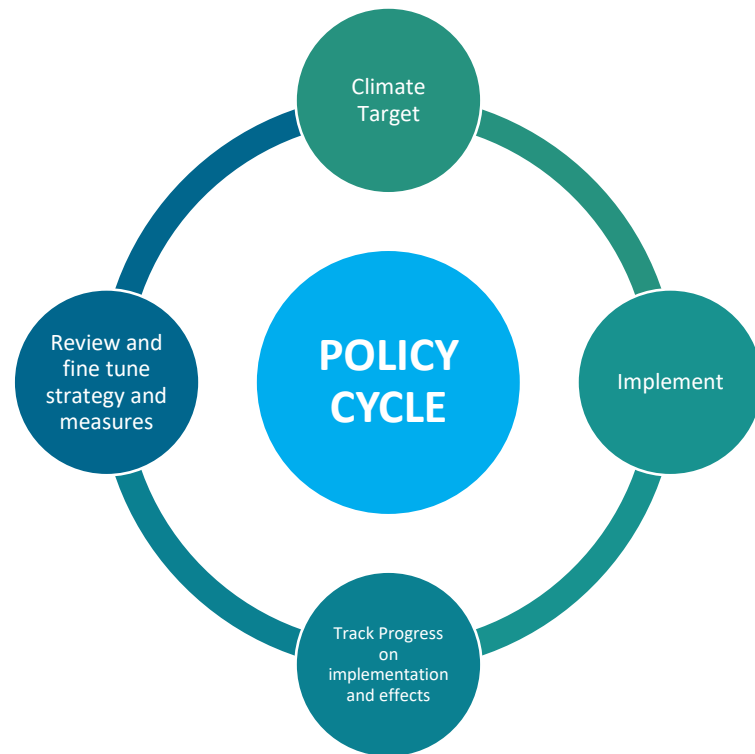 Climate
Target
Implement
Track Progress
on
implementation
and effects
Review and
fine tune
strategy and
measures
POLICY
CYCLE